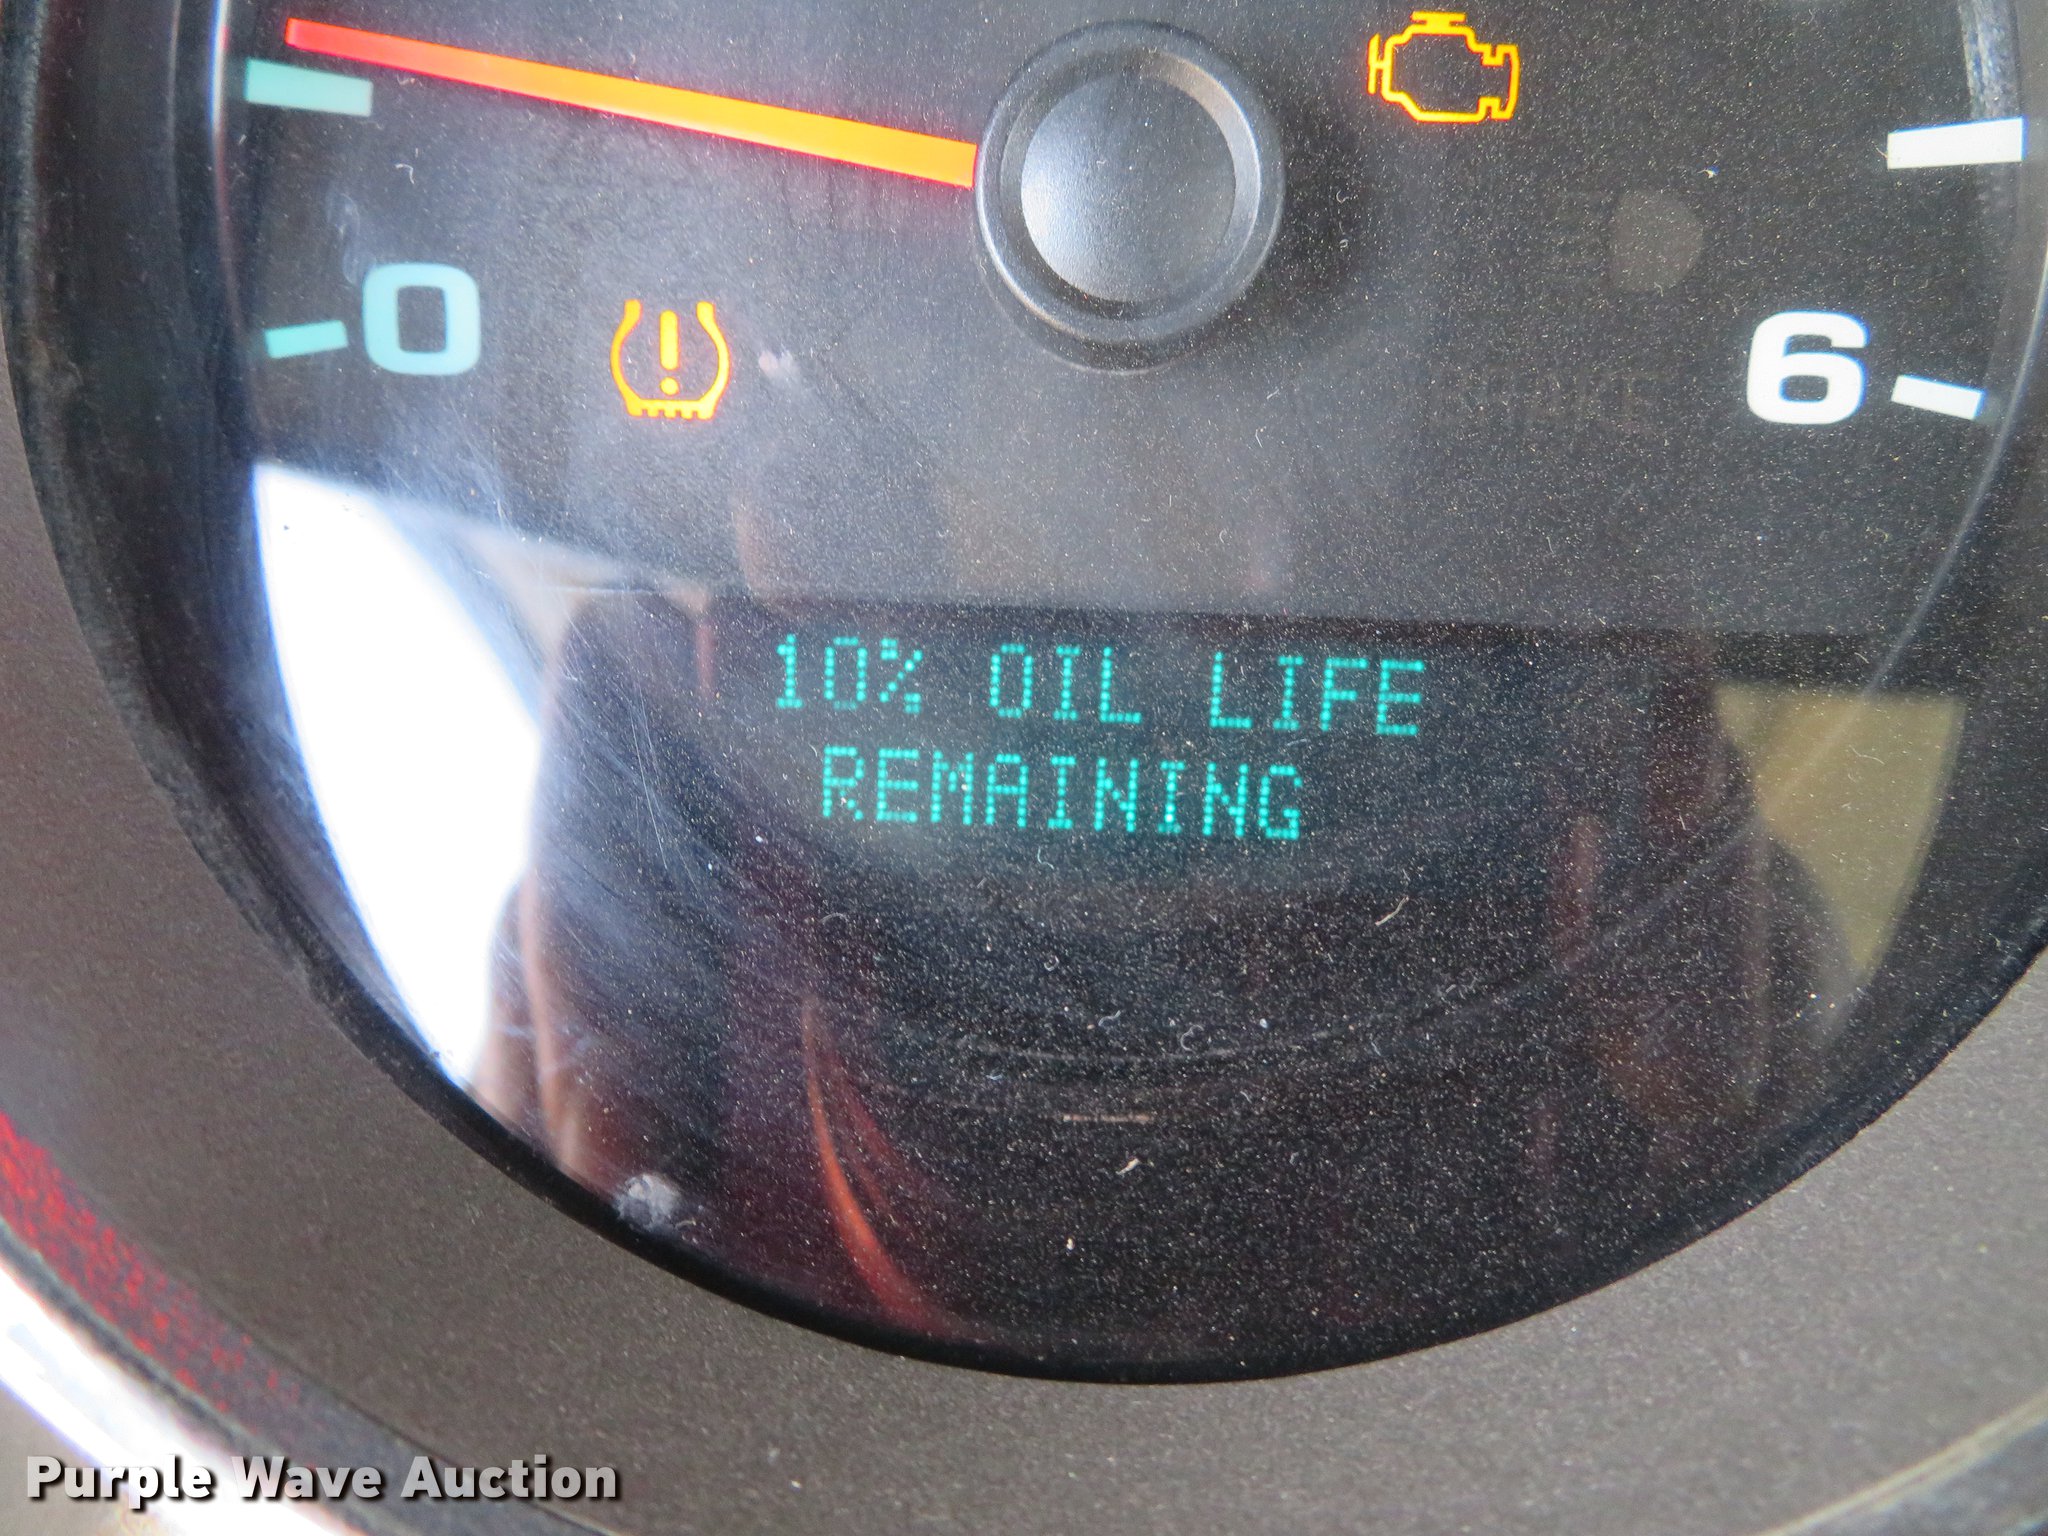 0
6
10% OIL LIFE
REMAINING
Purple Wave Auction